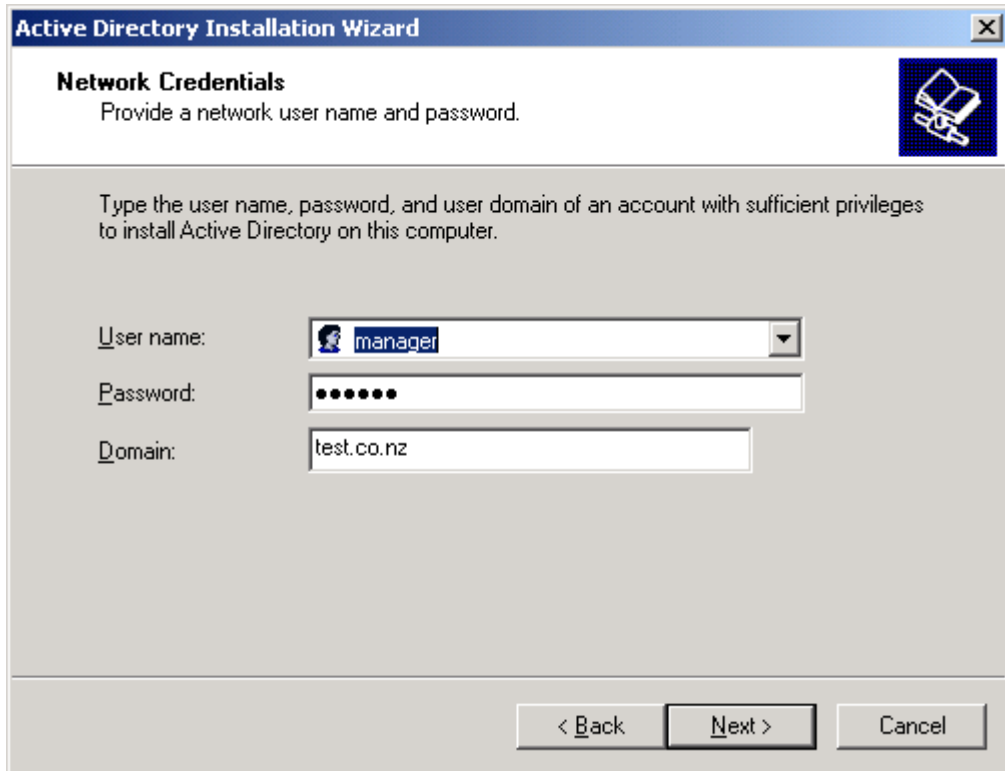 Active Directory Installation Wizard
Network Credentials
Provide a network user name and password.
Type the user name, password, and user domain of an account with sufficient privileges
to install Active Directory on this computer.
User name: manager
Password: ••••••
Domain: test.co.nz
< Back Next > Cancel